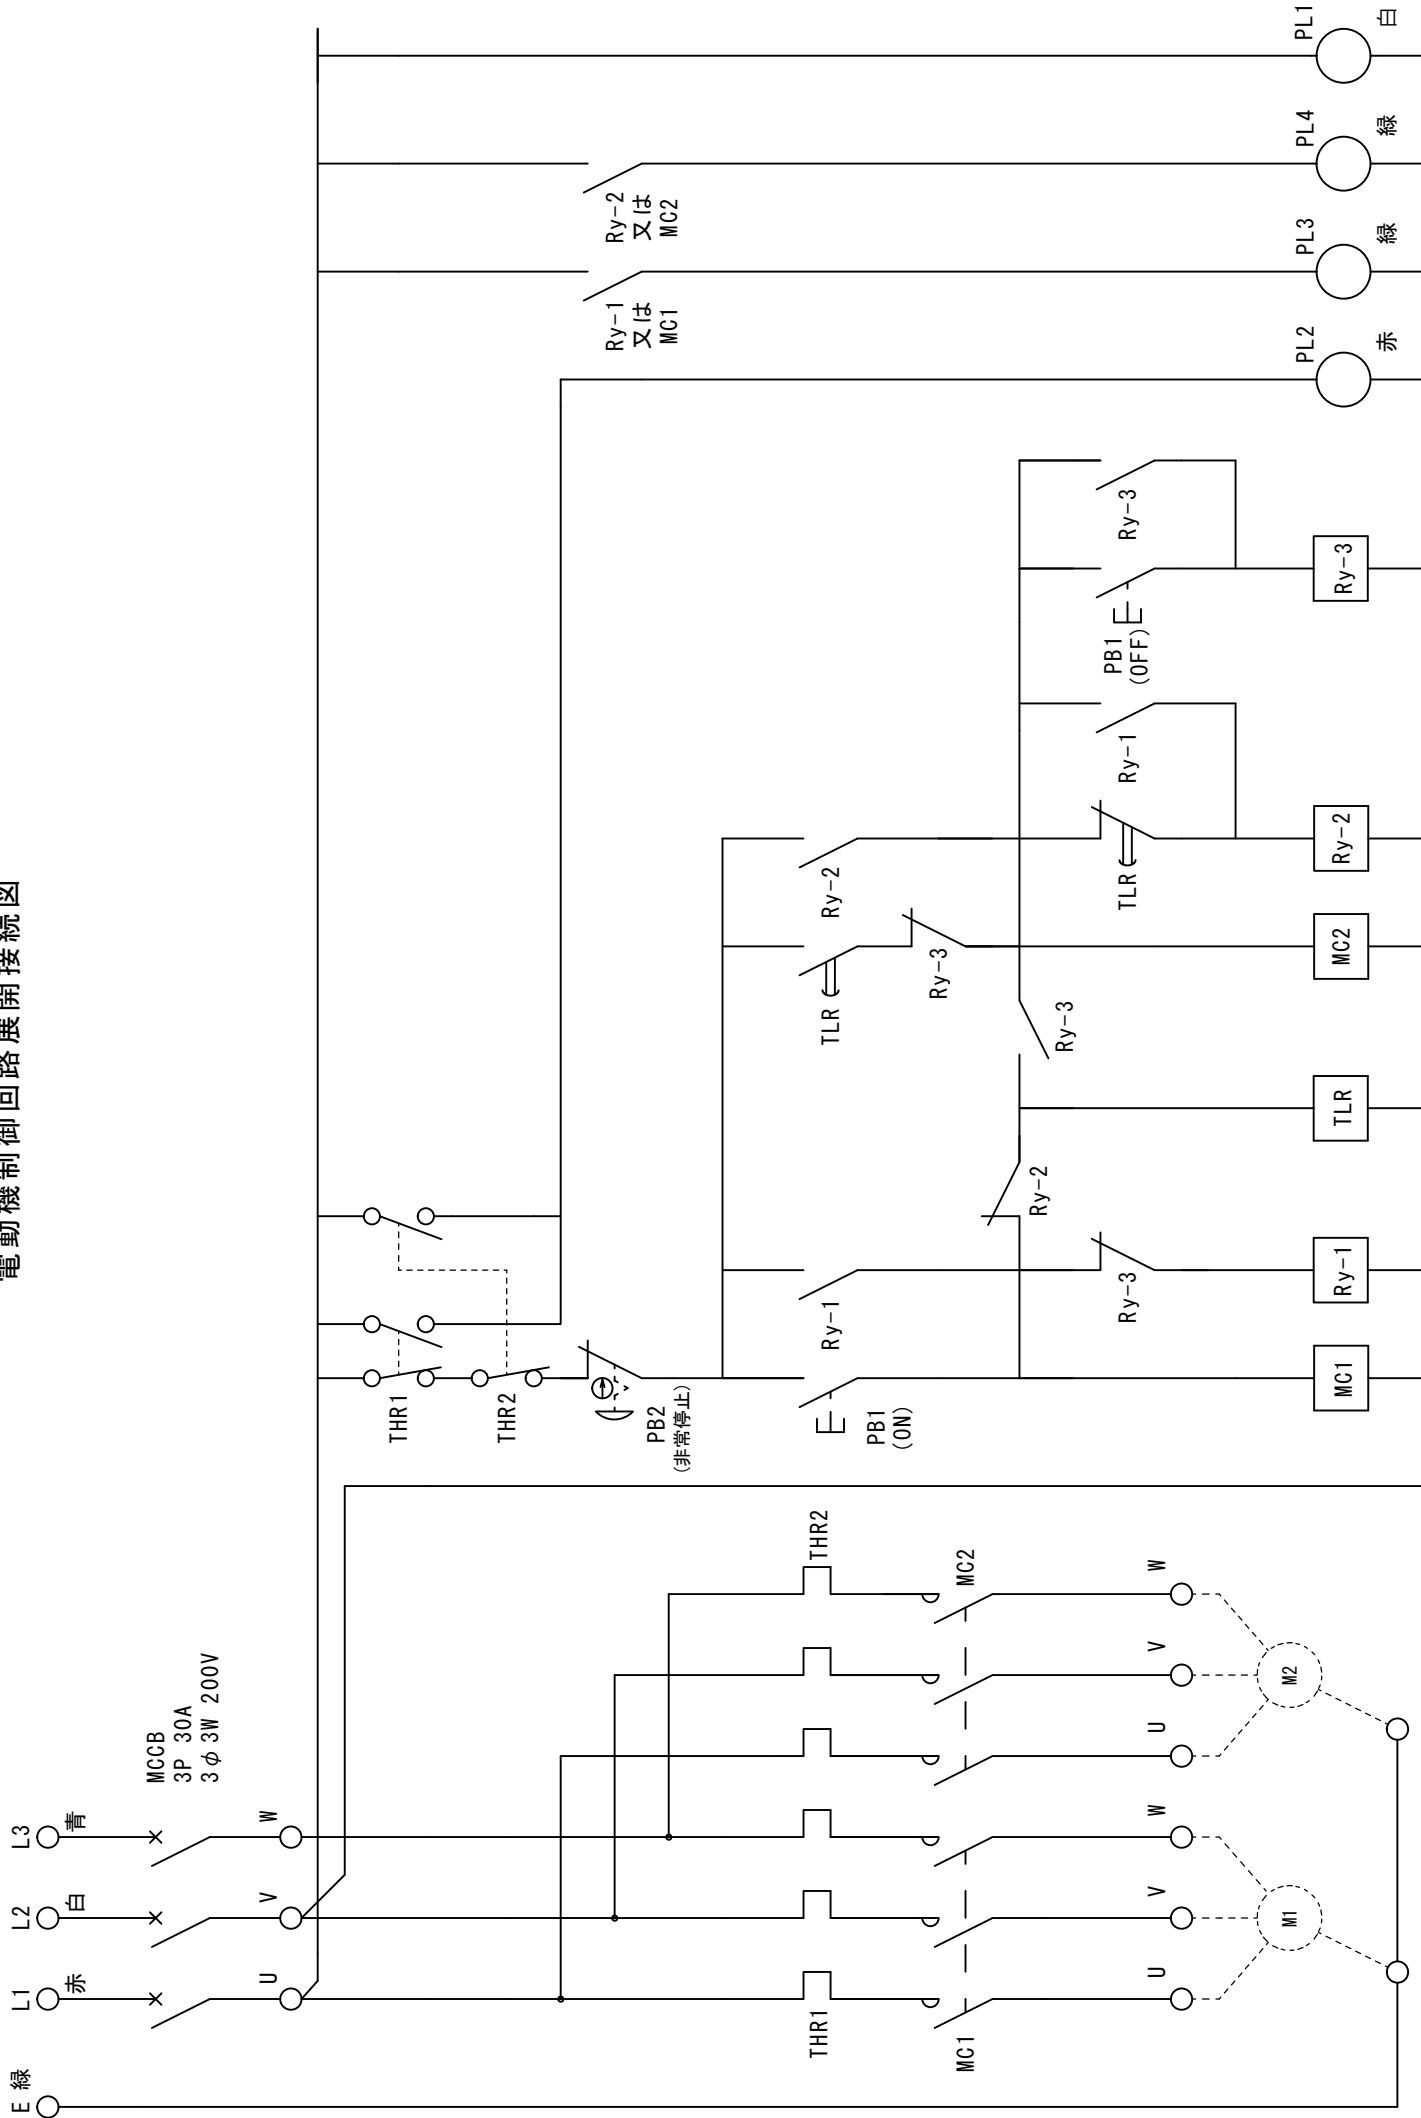 電動機制御回路展開接続図
E 緑
L1
赤
L2
白
L3
青
MCCB
3P 30A
3φ3W 200V
U
V
W
THR1
THR2
MC1
MC2
U
V
W
U
V
W
M1
M2
THR1
THR2
PB2
(非常停止)
PB1
(ON)
Ry-1
Ry-3
Ry-2
TLR
Ry-3
Ry-2
Ry-3
TLR
Ry-1
PB1
(OFF)
Ry-3
Ry-1
又は
MC1
Ry-2
又は
MC2
MC1
Ry-1
TLR
MC2
Ry-2
Ry-3
PL2
赤
PL3
緑
PL4
緑
PL1
白